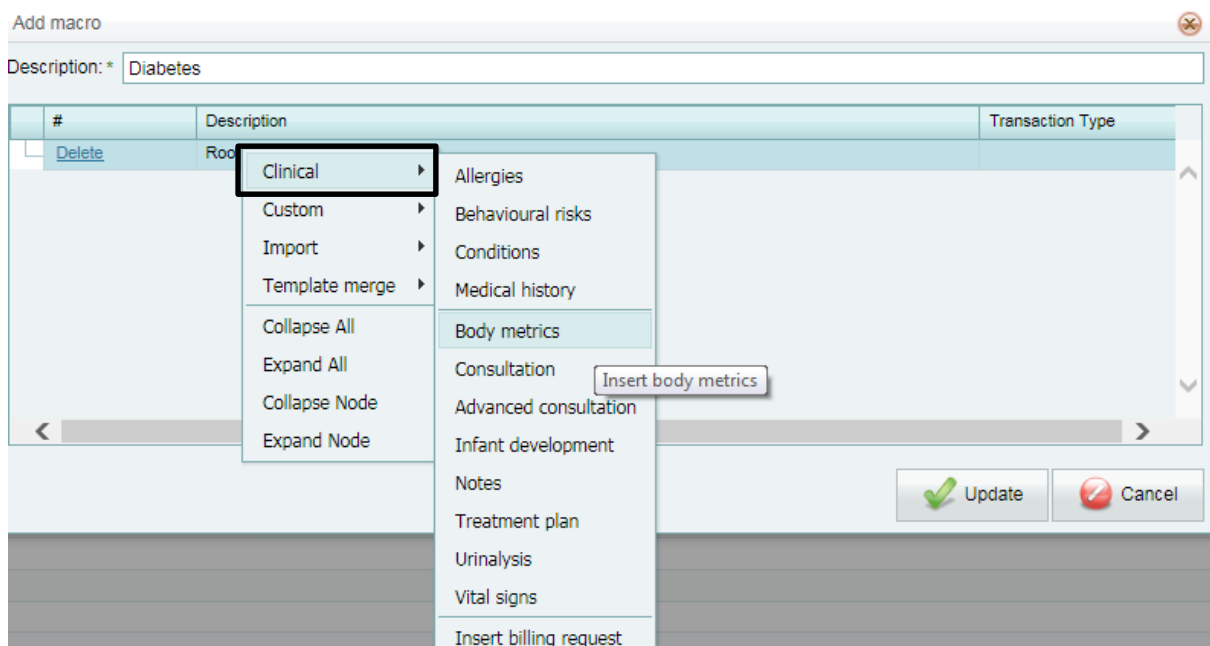 Add macro
Description: * Diabetes
# Description Transaction Type
Delete Roo
Clinical
Custom
Import
Template merge
Collapse All
Expand All
Collapse Node
Expand Node
Allergies
Behavioural risks
Conditions
Medical history
Body metrics
Consultation
Insert body metrics
Advanced consultation
Infant development
Notes
Treatment plan
Urinalysis
Vital signs
Insert billing request
Update Cancel